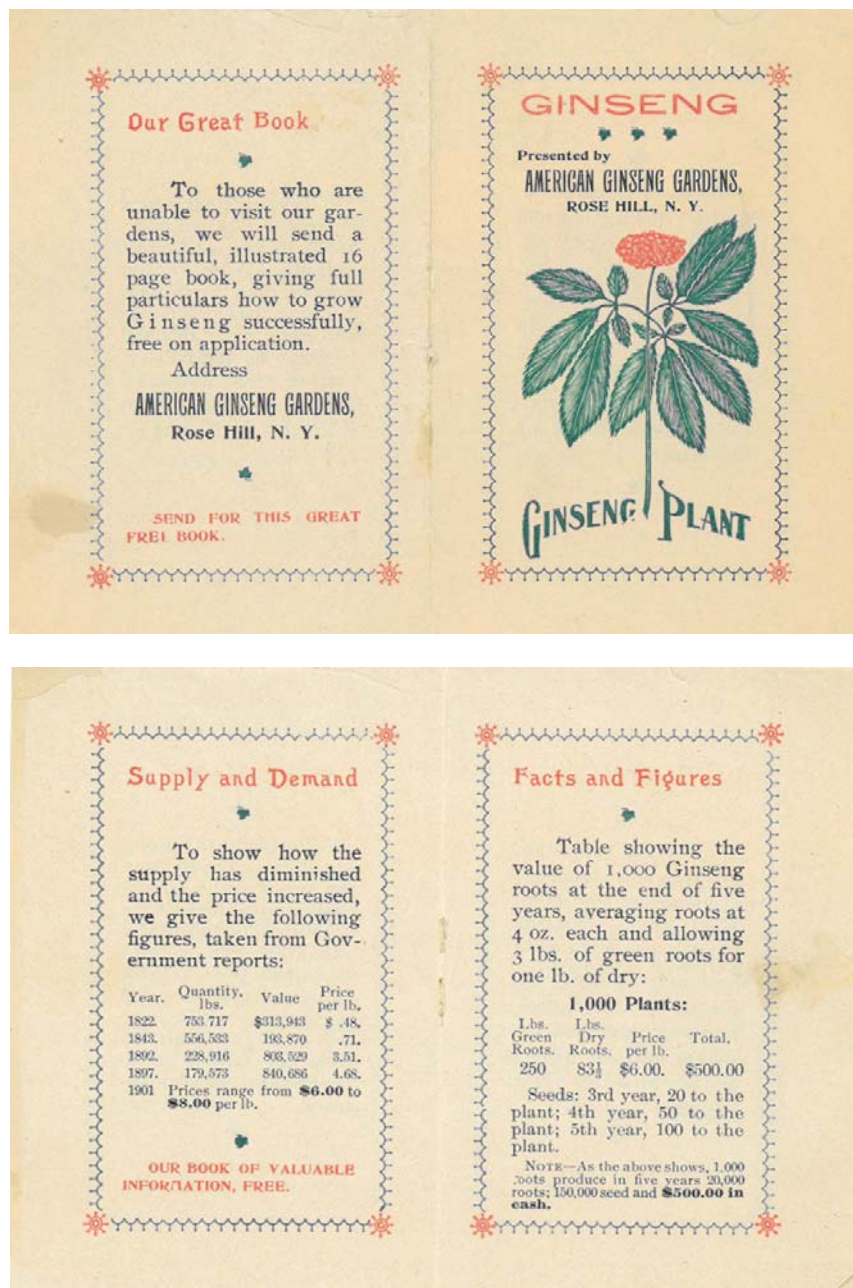 Our Great Book
To those who are
unable to visit our gar-
dens, we will send a
beautiful, illustrated 16
page book, giving full
particulars how to grow
Ginseng successfully,
free on application.
Address
AMERICAN GINSENG GARDENS,
Rose Hill, N. Y.
SEND FOR THIS GREAT
FREE BOOK.
GINSENG
Presented by
AMERICAN GINSENG GARDENS,
ROSE HILL, N. Y.
GINSENG PLANT
Supply and Demand
To show how the
supply has diminished
and the price increased,
we give the following
figures, taken from Gov-
ernment reports:
Year. Quantity. lbs. Value Price per lb.
1822. 753.717 $313,943 $ .48.
1843. 556,533 193,870 .71.
1892. 228,916 803,529 3.51.
1897. 179,573 840,686 4.68.
1901 Prices range from $6.00 to
$8.00 per lb.
OUR BOOK OF VALUABLE
INFORMATION, FREE.
Facts and Figures
Table showing the
value of 1,000 Ginseng
roots at the end of five
years, averaging roots at
4 oz. each and allowing
3 lbs. of green roots for
one lb. of dry:
1,000 Plants:
Lbs. Green Roots. Lbs. Dry Roots. Price per lb. Total.
250 83⅓ $6.00. $500.00
Seeds: 3rd year, 20 to the
plant; 4th year, 50 to the
plant; 5th year, 100 to the
plant.
NOTE—As the above shows, 1,000
roots produce in five years 20,000
roots; 150,000 seed and $500.00 in
cash.